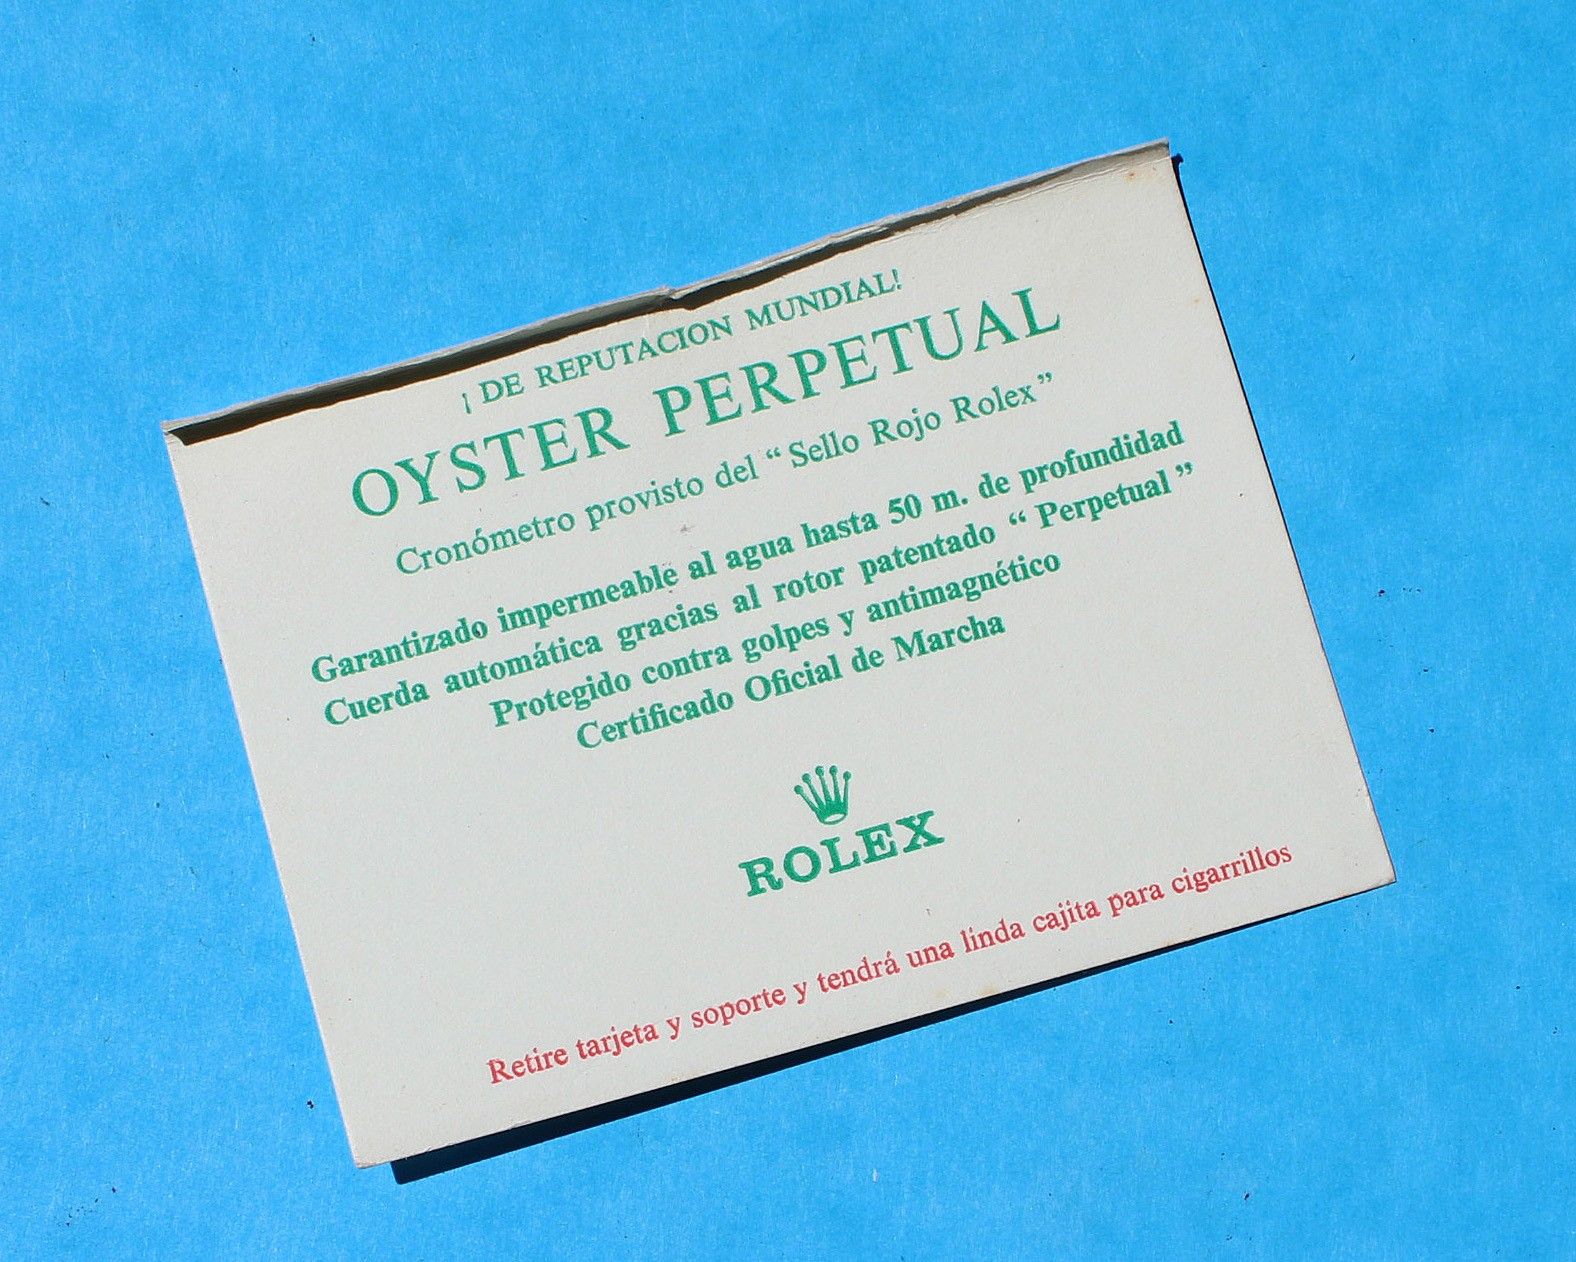 ¡ DE REPUTACION MUNDIAL!
OYSTER PERPETUAL
Cronómetro provisto del “ Sello Rojo Rolex ”
Garantizado impermeable al agua hasta 50 m. de profundidad
Cuerda automática gracias al rotor patentado “ Perpetual ”
Protegido contra golpes y antimagnético
Certificado Oficial de Marcha
ROLEX
Retire tarjeta y soporte y tendrá una linda cajita para cigarrillos